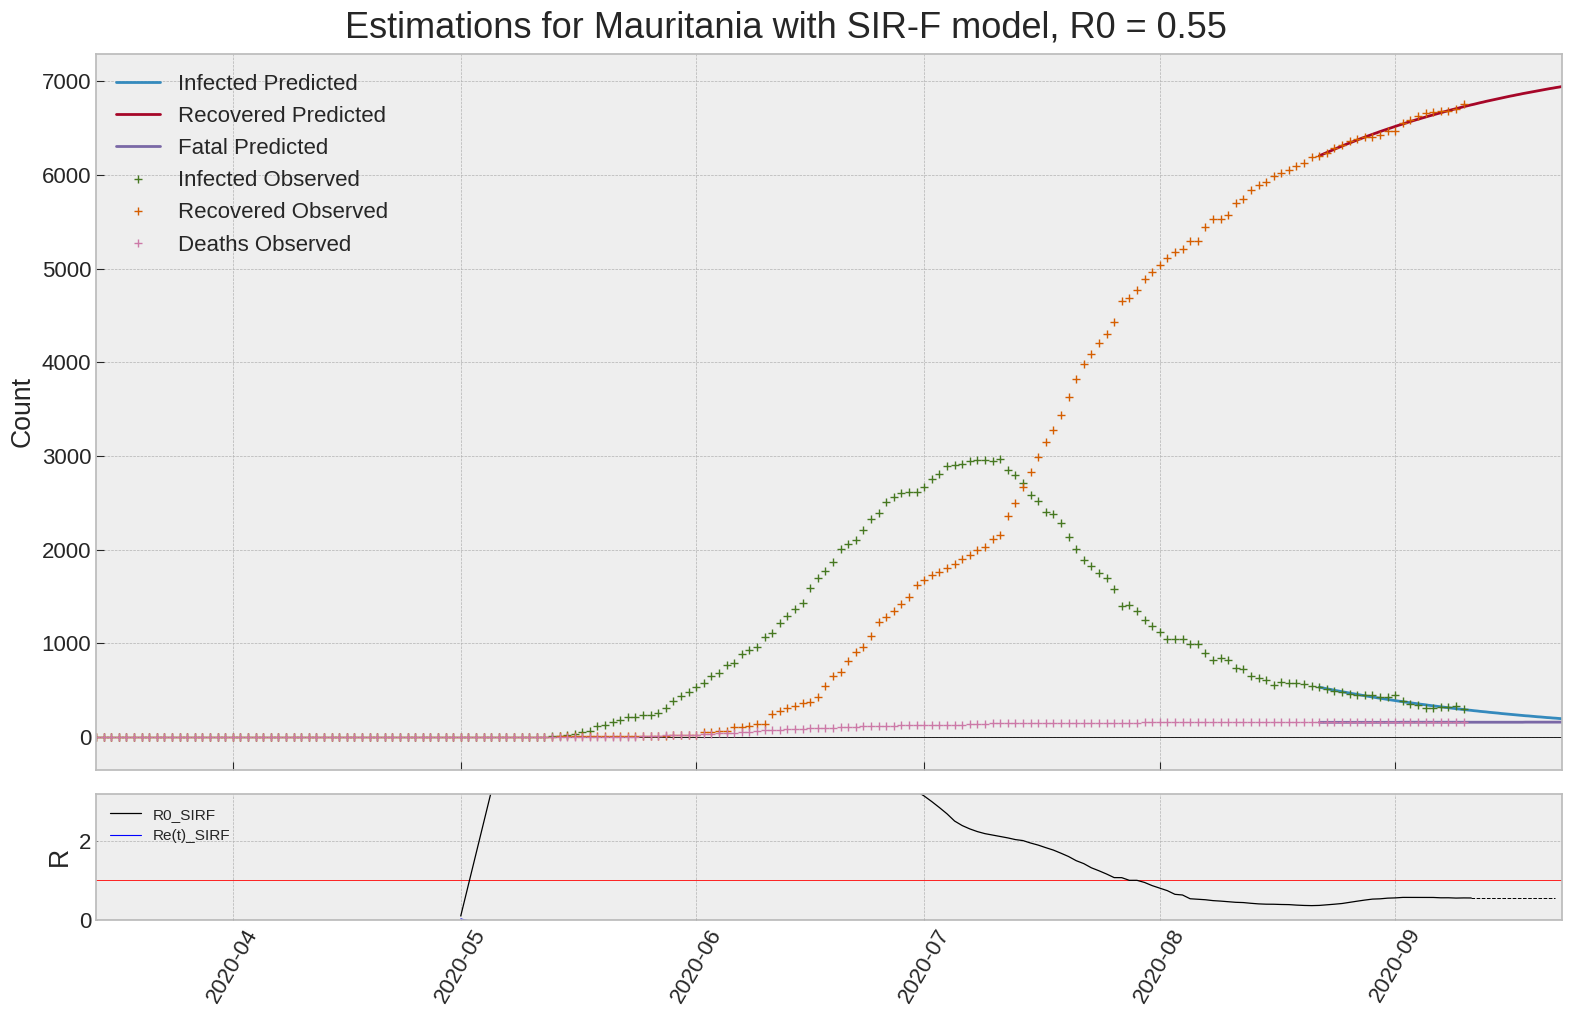 Estimations for Mauritania with SIR-F model, R0 = 0.55
Infected Predicted
Recovered Predicted
Fatal Predicted
Infected Observed
Recovered Observed
Deaths Observed
7000
6000
5000
4000
3000
2000
1000
0
Count
R0_SIRF
Re(t)_SIRF
2
0
R
2020-04
2020-05
2020-06
2020-07
2020-08
2020-09